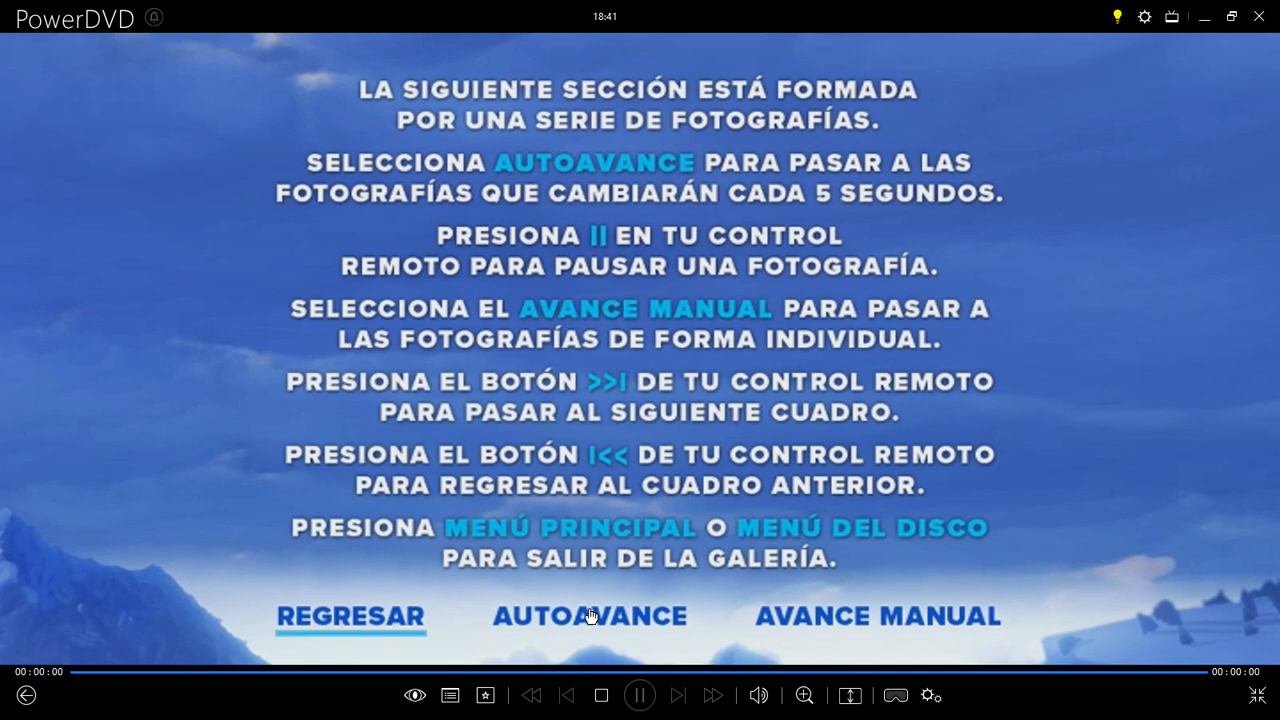 PowerDVD
18:41
LA SIGUIENTE SECCIÓN ESTÁ FORMADA
POR UNA SERIE DE FOTOGRAFÍAS.
SELECCIONA AUTOAVANCE PARA PASAR A LAS
FOTOGRAFÍAS QUE CAMBIARÁN CADA 5 SEGUNDOS.
PRESIONA || EN TU CONTROL
REMOTO PARA PAUSAR UNA FOTOGRAFÍA.
SELECCIONA EL AVANCE MANUAL PARA PASAR A
LAS FOTOGRAFÍAS DE FORMA INDIVIDUAL.
PRESIONA EL BOTÓN >>| DE TU CONTROL REMOTO
PARA PASAR AL SIGUIENTE CUADRO.
PRESIONA EL BOTÓN |<< DE TU CONTROL REMOTO
PARA REGRESAR AL CUADRO ANTERIOR.
PRESIONA MENÚ PRINCIPAL O MENÚ DEL DISCO
PARA SALIR DE LA GALERÍA.
REGRESAR AUTOAVANCE AVANCE MANUAL
00:00:00 00:00:00